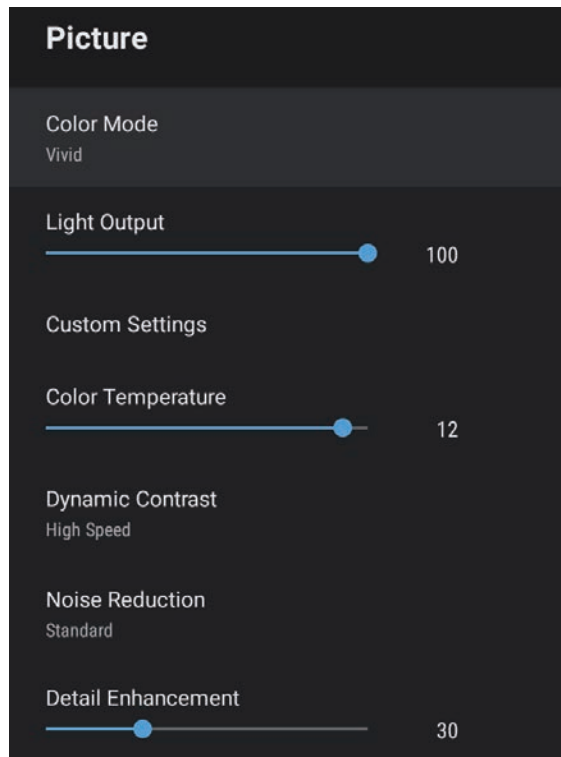 Picture
Color Mode
Vivid
Light Output
100
Custom Settings
Color Temperature
12
Dynamic Contrast
High Speed
Noise Reduction
Standard
Detail Enhancement
30